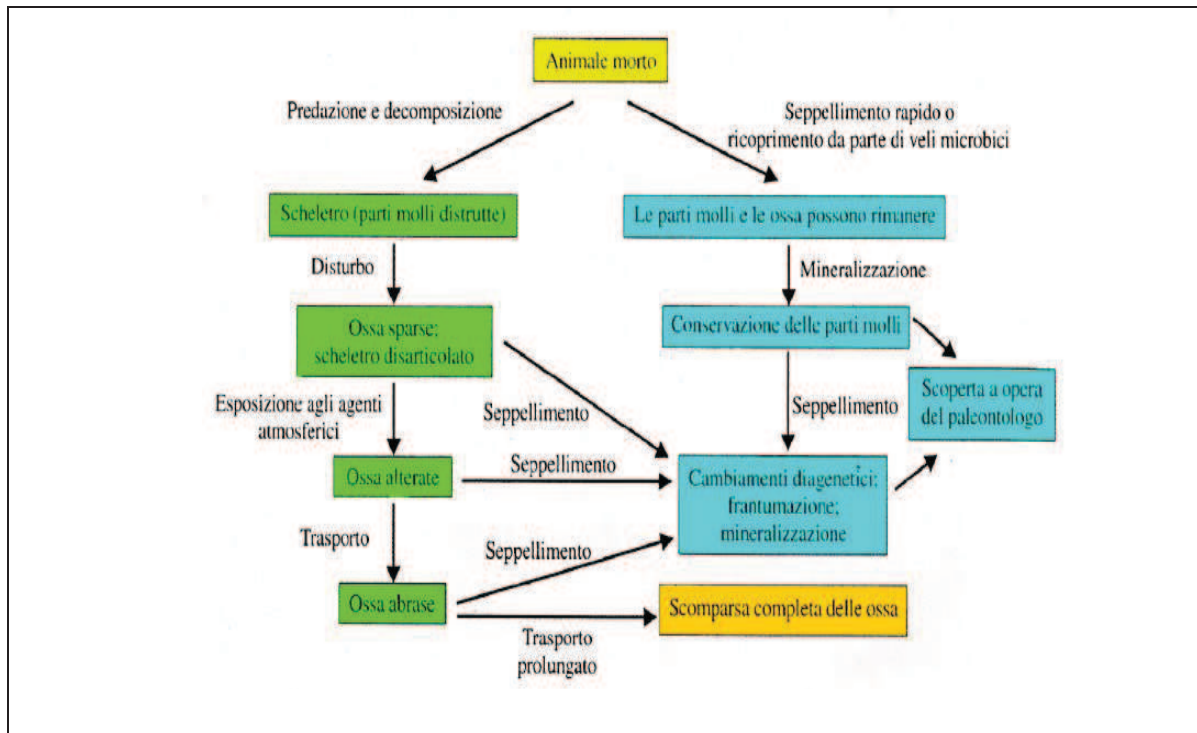 Animale morto
Predazione e decomposizione
Seppellimento rapido o
ricoprimento da parte di veli microbici
Scheletro (parti molli distrutte)
Le parti molli e le ossa possono rimanere
Disturbo
Mineralizzazione
Ossa sparse;
scheletro disarticolato
Conservazione delle parti molli
Esposizione agli agenti
atmosferici
Seppellimento
Seppellimento
Scoperta a opera
del paleontologo
Ossa alterate
Seppellimento
Cambiamenti diagenetici;
frantumazione;
mineralizzazione
Trasporto
Seppellimento
Ossa abrase
Scomparsa completa delle ossa
Trasporto
prolungato